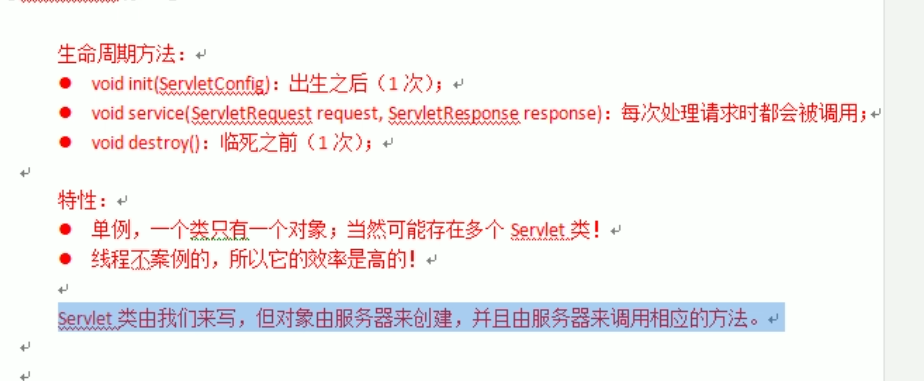 生命周期方法：
● void init(ServletConfig)：出生之后（1 次）；
● void service(ServletRequest request, ServletResponse response)：每次处理请求时都会被调用；
● void destroy()：临死之前（1 次）；
特性：
● 单例，一个类只有一个对象；当然可能存在多个 Servlet 类！
● 线程不案例的，所以它的效率是高的！
Servlet 类由我们来写，但对象由服务器来创建，并且由服务器来调用相应的方法。